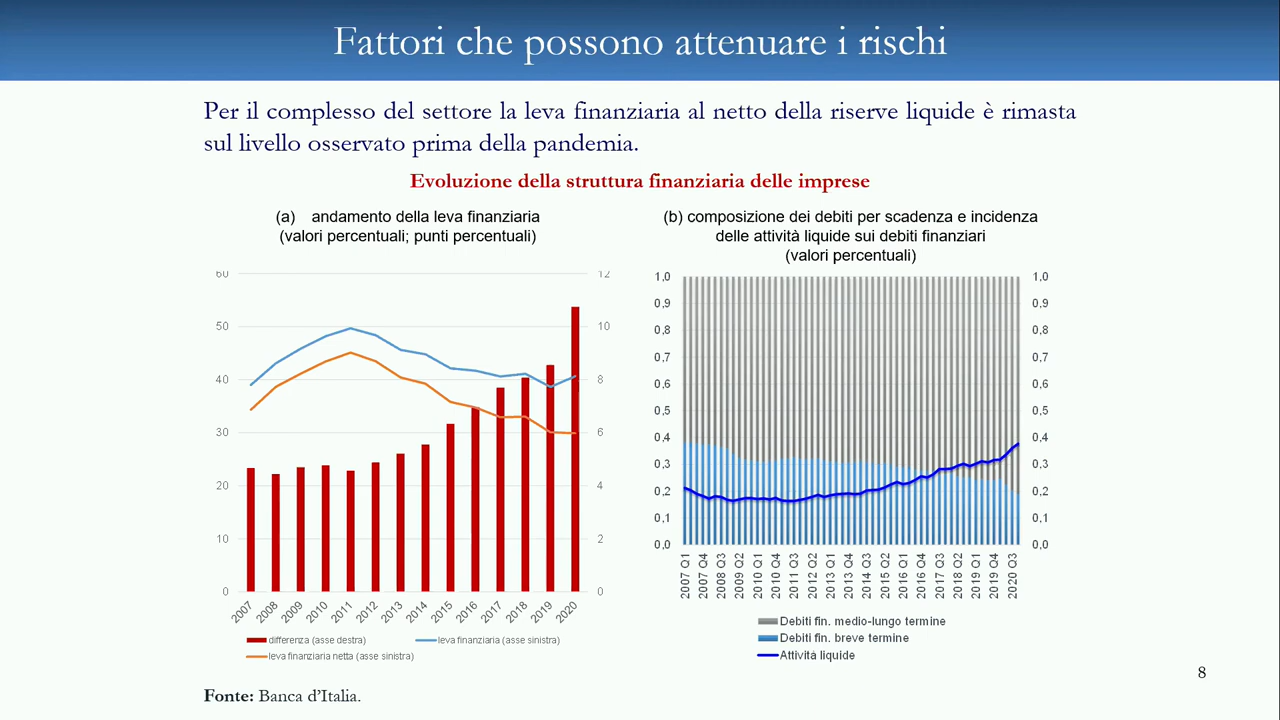 Fattori che possono attenuare i rischi
Per il complesso del settore la leva finanziaria al netto della riserve liquide è rimasta
sul livello osservato prima della pandemia.
Evoluzione della struttura finanziaria delle imprese
(a) andamento della leva finanziaria
(valori percentuali; punti percentuali)
60
50
40
30
20
10
0
12
10
8
6
4
2
0
2007 2008 2009 2010 2011 2012 2013 2014 2015 2016 2017 2018 2019 2020
differenza (asse destra) leva finanziaria (asse sinistra)
leva finanziaria netta (asse sinistra)
(b) composizione dei debiti per scadenza e incidenza
delle attività liquide sui debiti finanziari
(valori percentuali)
1,0 1,0
0,9 0,9
0,8 0,8
0,7 0,7
0,6 0,6
0,5 0,5
0,4 0,4
0,3 0,3
0,2 0,2
0,1 0,1
0,0 0,0
2007 Q1 2007 Q4 2008 Q3 2009 Q2 2010 Q1 2010 Q4 2011 Q3 2012 Q2 2013 Q1 2013 Q4 2014 Q3 2015 Q2 2016 Q1 2016 Q4 2017 Q3 2018 Q2 2019 Q1 2019 Q4 2020 Q3
Debiti fin. medio-lungo termine
Debiti fin. breve termine
Attività liquide
8
Fonte: Banca d'Italia.